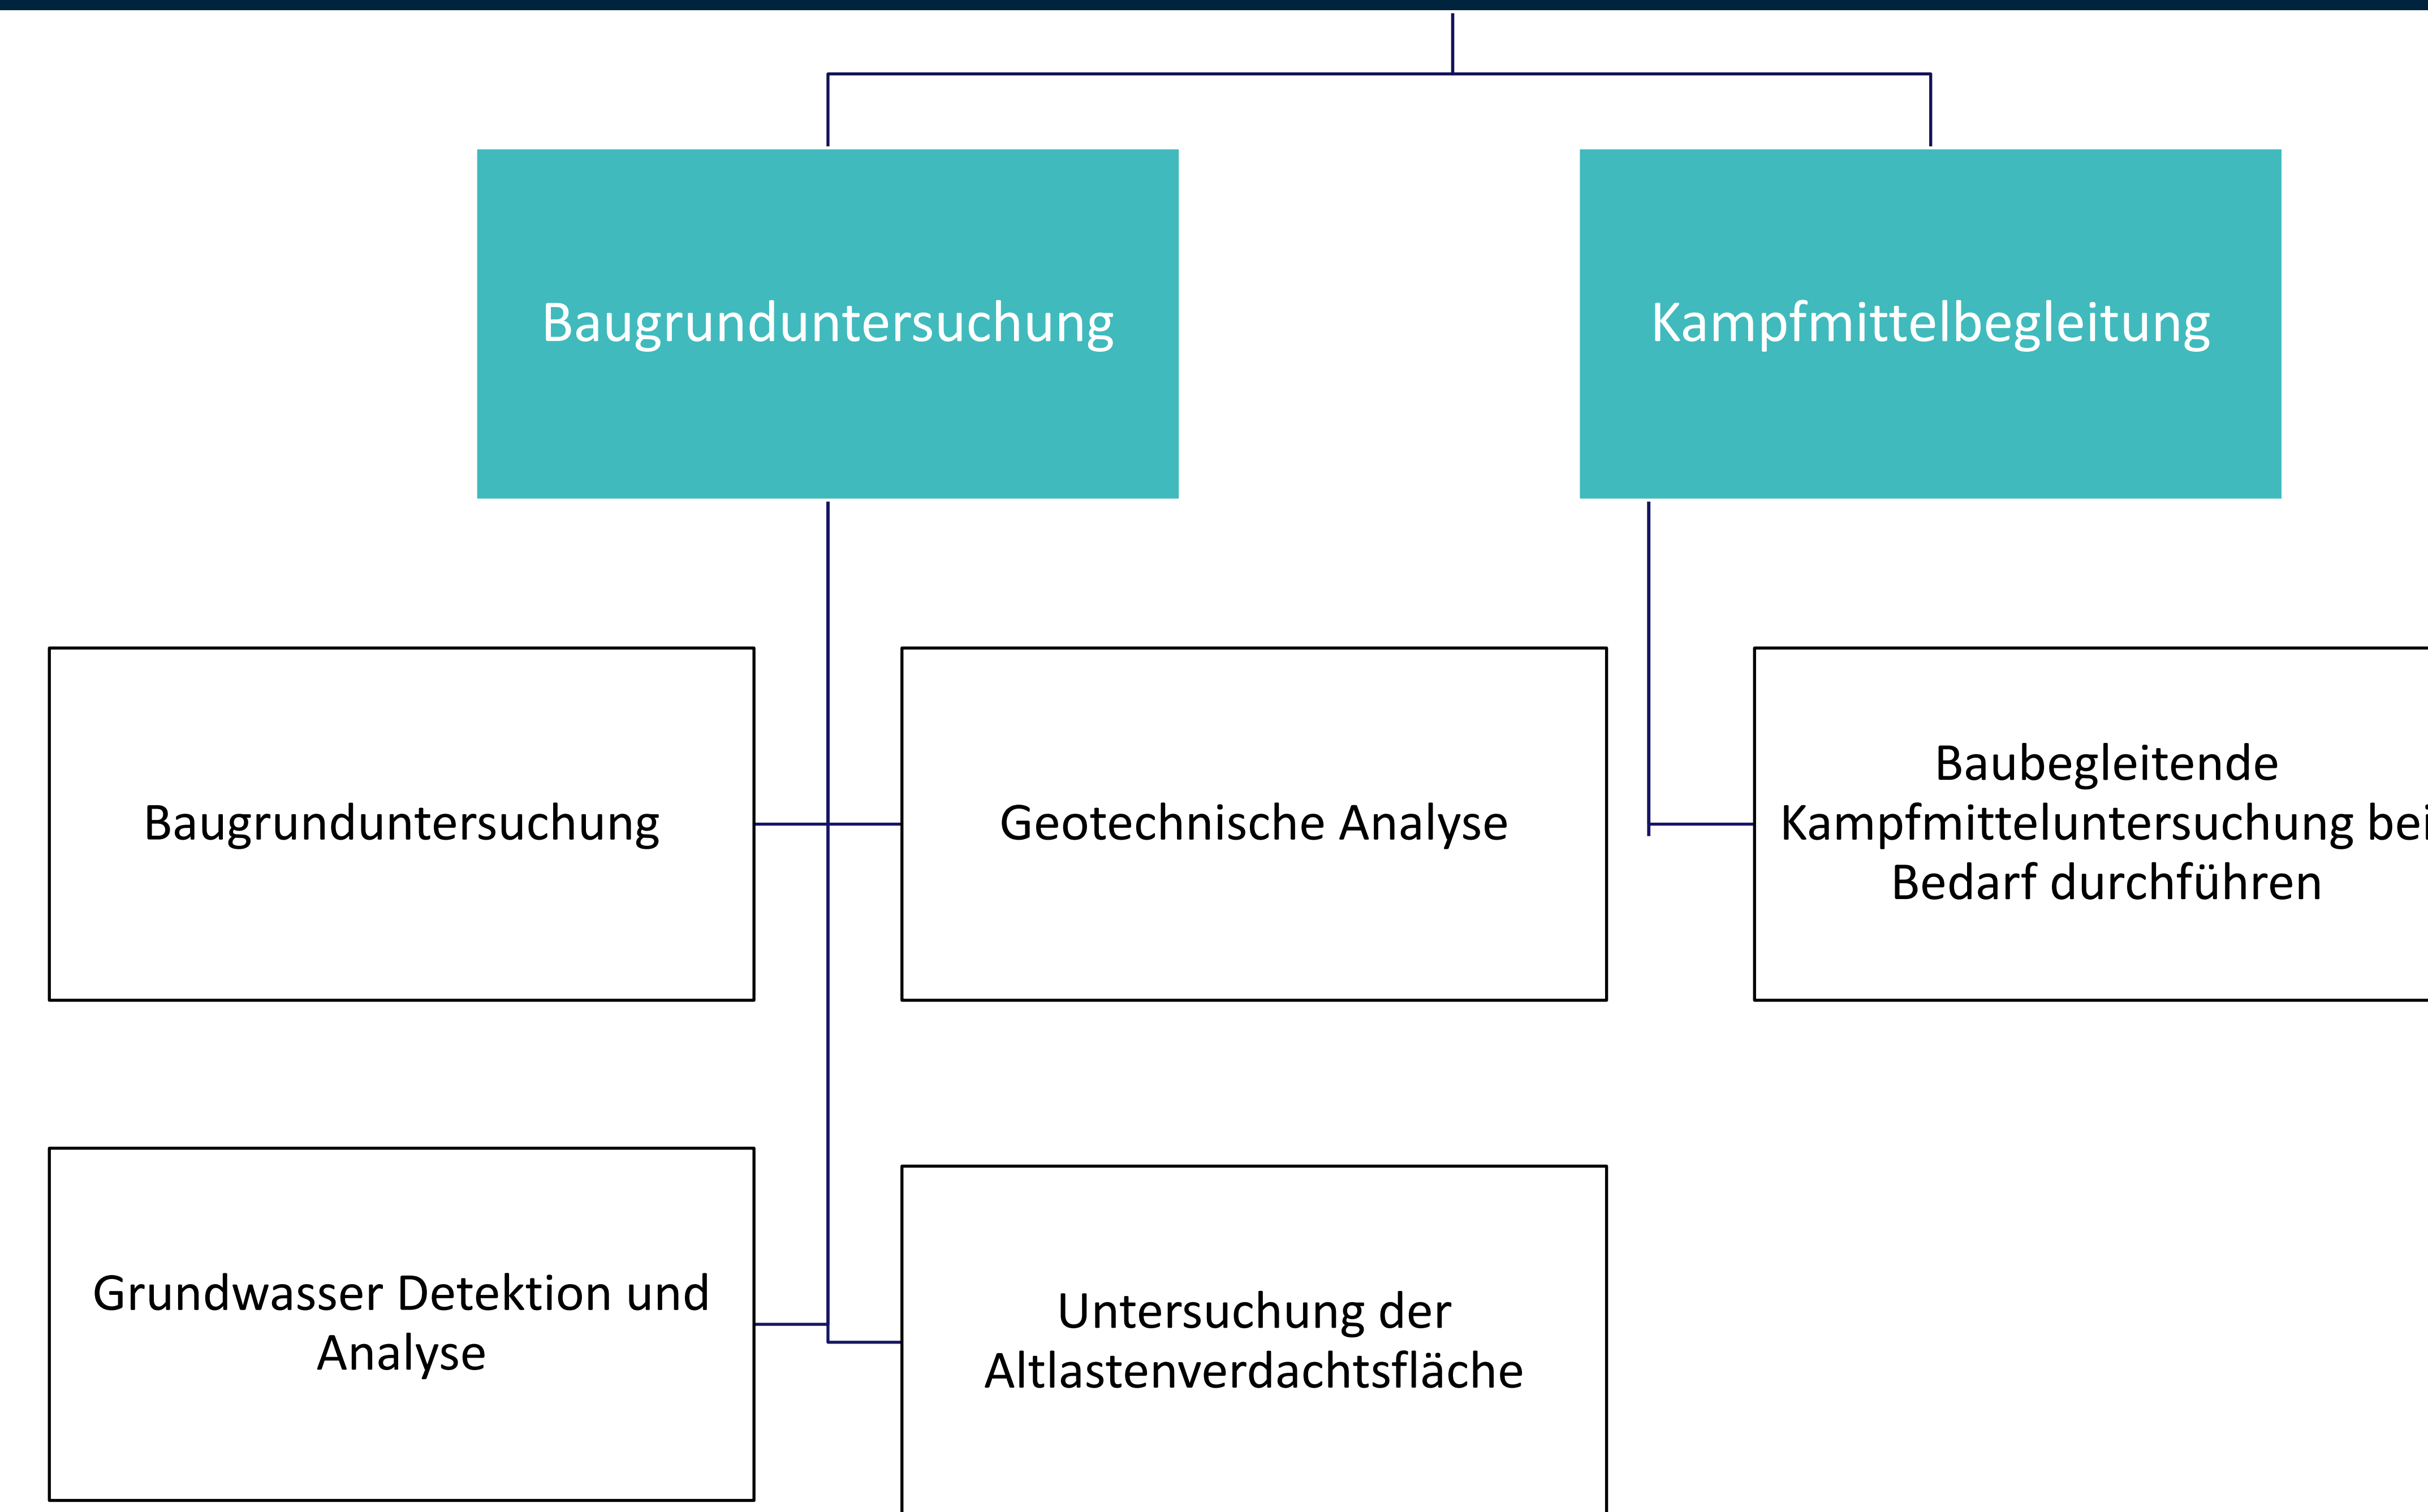 Baugrunduntersuchung
Kampfmittelbegleitung
Baugrunduntersuchung
Geotechnische Analyse
Baubegleitende
Kampfmitteluntersuchung bei
Bedarf durchführen
Grundwasser Detektion und
Analyse
Untersuchung der
Altlastenverdachtsfläche